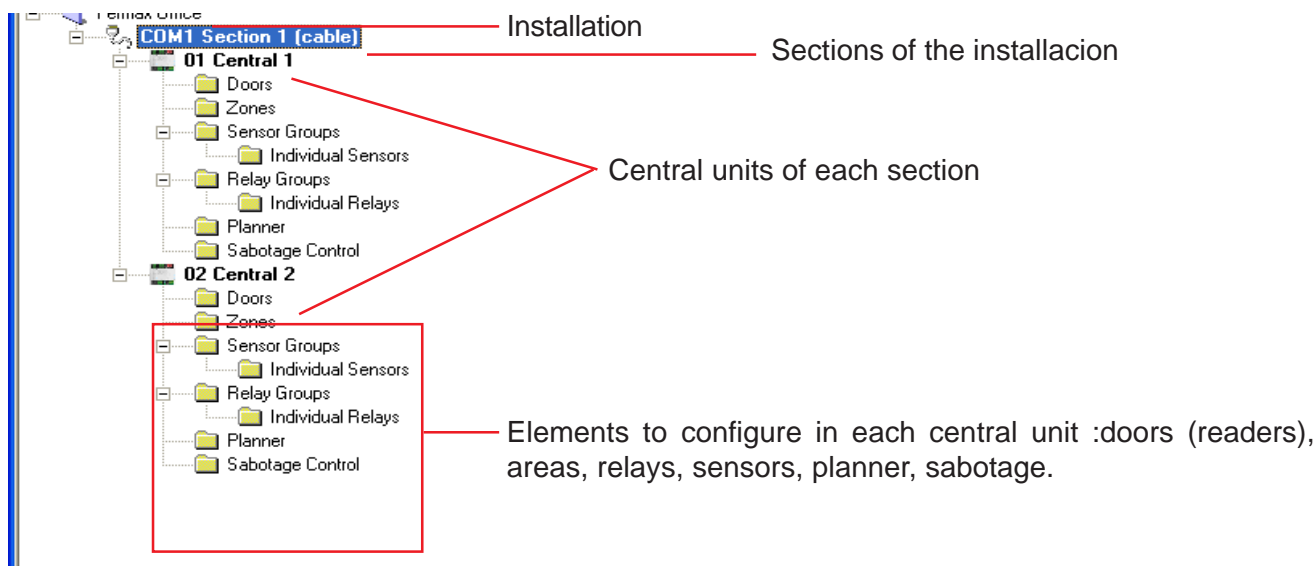 Fermax Office
COM1 Section 1 (cable)
Installation
01 Central 1
Sections of the installacion
Doors
Zones
Sensor Groups
Individual Sensors
Relay Groups
Central units of each section
Individual Relays
Planner
Sabotage Control
02 Central 2
Doors
Zones
Sensor Groups
Individual Sensors
Relay Groups
Individual Relays
Planner
Sabotage Control
Elements to configure in each central unit :doors (readers),
areas, relays, sensors, planner, sabotage.